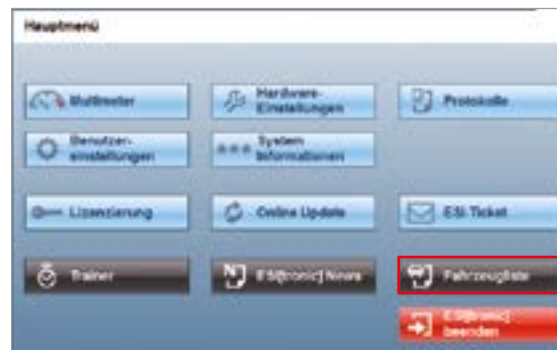 Hauptmenü
Multimeter
Hardware-
Einstellungen
Protokolle
Benutzer-
einstellungen
System
Informationen
Lizenzierung
Online Update
ESI Ticket
Trainer
ESI[tronic] News
Fahrzeugliste
ESI[tronic]
beenden